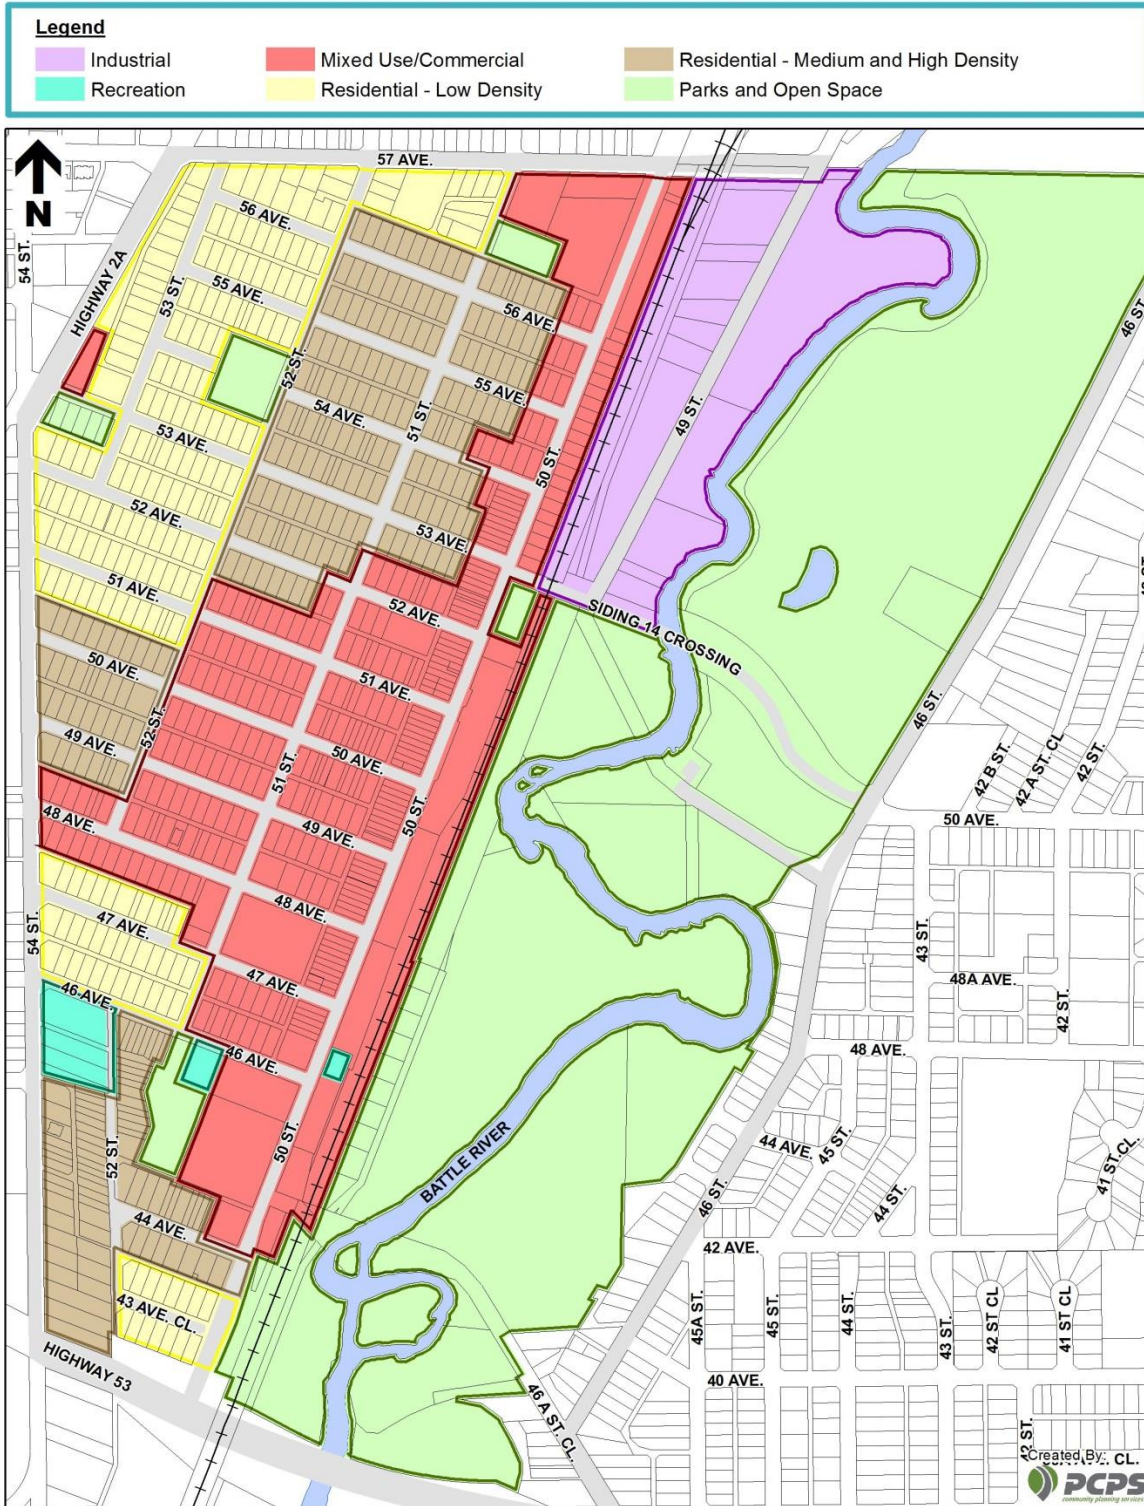 Legend
Industrial
Mixed Use/Commercial
Residential - Medium and High Density
Recreation
Residential - Low Density
Parks and Open Space
57 AVE.
N
54 ST.
HIGHWAY 2A
56 AVE.
53 ST.
55 AVE.
52 ST.
56 AVE.
55 AVE.
54 AVE.
51 ST.
50 ST.
49 ST.
46 ST.
53 AVE.
52 AVE.
53 AVE.
51 AVE.
52 AVE.
SIDING 14 CROSSING
50 AVE.
51 AVE.
46 ST.
49 AVE.
52 ST.
50 AVE.
51 ST.
50 ST.
42 B ST.
42 A ST. CL
42 ST.
48 AVE.
49 AVE.
50 AVE.
48 AVE.
47 AVE.
54 ST.
43 ST.
47 AVE.
48A AVE.
42 ST.
46 AVE.
46 AVE.
48 AVE.
50 ST.
52 ST.
BATTLE RIVER
44 AVE.
45 ST.
41 ST.CL.
46 ST.
44 ST.
44 AVE.
42 AVE.
43 AVE. CL.
45A ST.
45 ST.
44 ST.
43 ST.
42 ST CL
41 ST CL
HIGHWAY 53
40 AVE.
46 A ST. CL.
Created By:
PCPS
community planning services